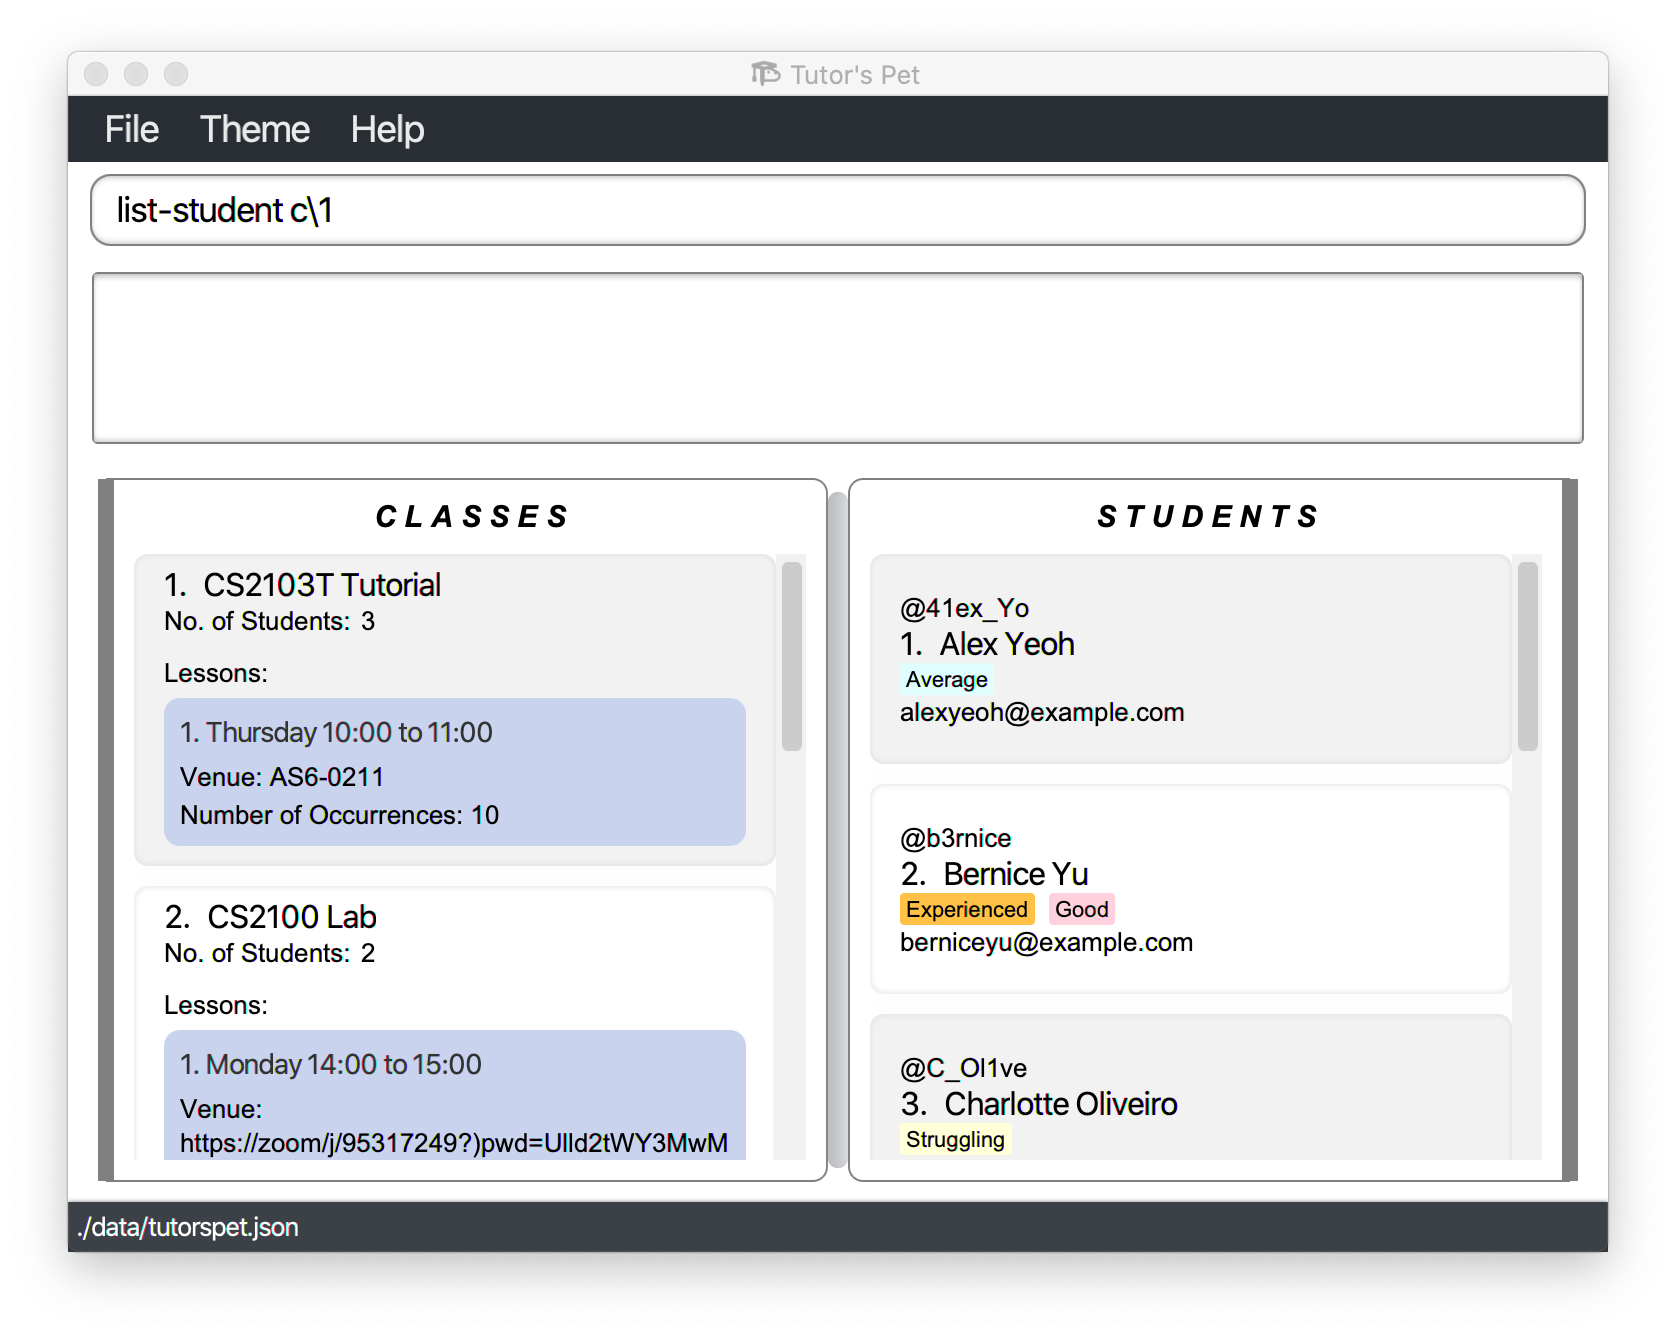 Tutor's Pet
File Theme Help
list-student c\1
CLASSES
1. CS2103T Tutorial
No. of Students: 3
Lessons:
1. Thursday 10:00 to 11:00
Venue: AS6-0211
Number of Occurrences: 10
2. CS2100 Lab
No. of Students: 2
Lessons:
1. Monday 14:00 to 15:00
Venue:
https://zoom/j/95317249?)pwd=Ulld2tWY3MwM
STUDENTS
@41ex_Yo
1. Alex Yeoh
Average
alexyeoh@example.com
@b3rnice
2. Bernice Yu
Experienced Good
berniceyu@example.com
@C_Ol1ve
3. Charlotte Oliveiro
Struggling
./data/tutorspet.json